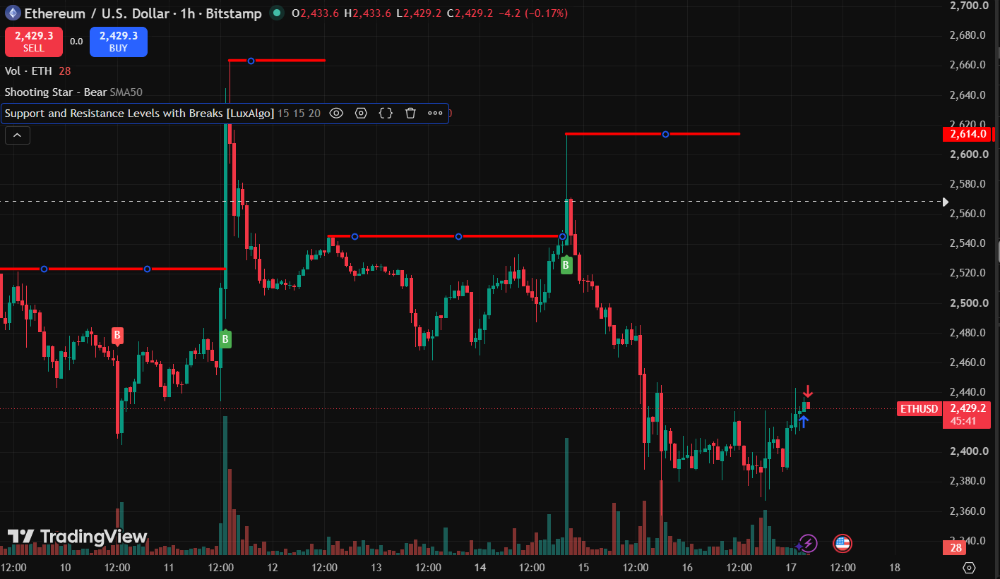 Ethereum / U.S. Dollar · 1h · Bitstamp O2,433.6 H2,433.6 L2,429.2 C2,429.2 −4.2 (−0.17%)
2,429.3 SELL 0.0 2,429.3 BUY
Vol · ETH 28
Shooting Star - Bear SMA50
Support and Resistance Levels with Breaks [LuxAlgo] 15 15 20
2,700.0
2,680.0
2,660.0
2,640.0
2,620.0
2,614.0
2,600.0
2,580.0
2,560.0
2,540.0
2,520.0
2,500.0
2,480.0
2,460.0
2,440.0
ETHUSD 2,429.2
45:41
2,400.0
2,380.0
2,360.0
2,340.0
28
B
B
B
TradingView
12:00 10 12:00 11 12:00 12 12:00 13 12:00 14 12:00 15 12:00 16 12:00 17 12:00 18